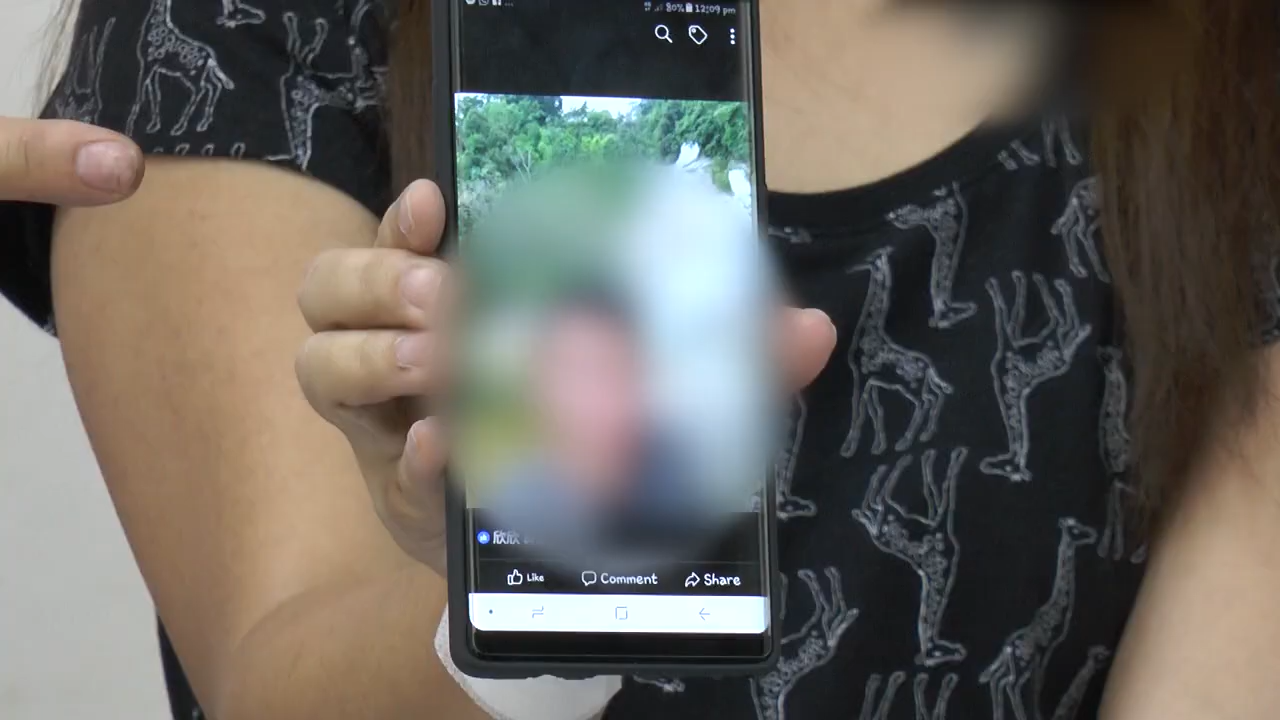 80% 12:09 pm
欣欣
Like Comment Share